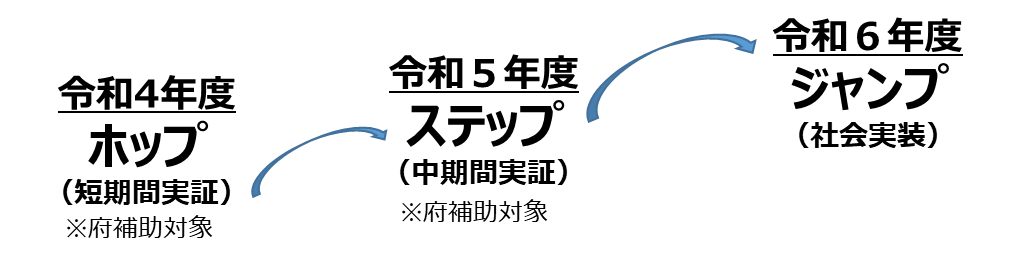 令和4年度
ホップ
（短期間実証）
※府補助対象
令和５年度
ステップ
（中期間実証）
※府補助対象
令和６年度
ジャンプ
（社会実装）